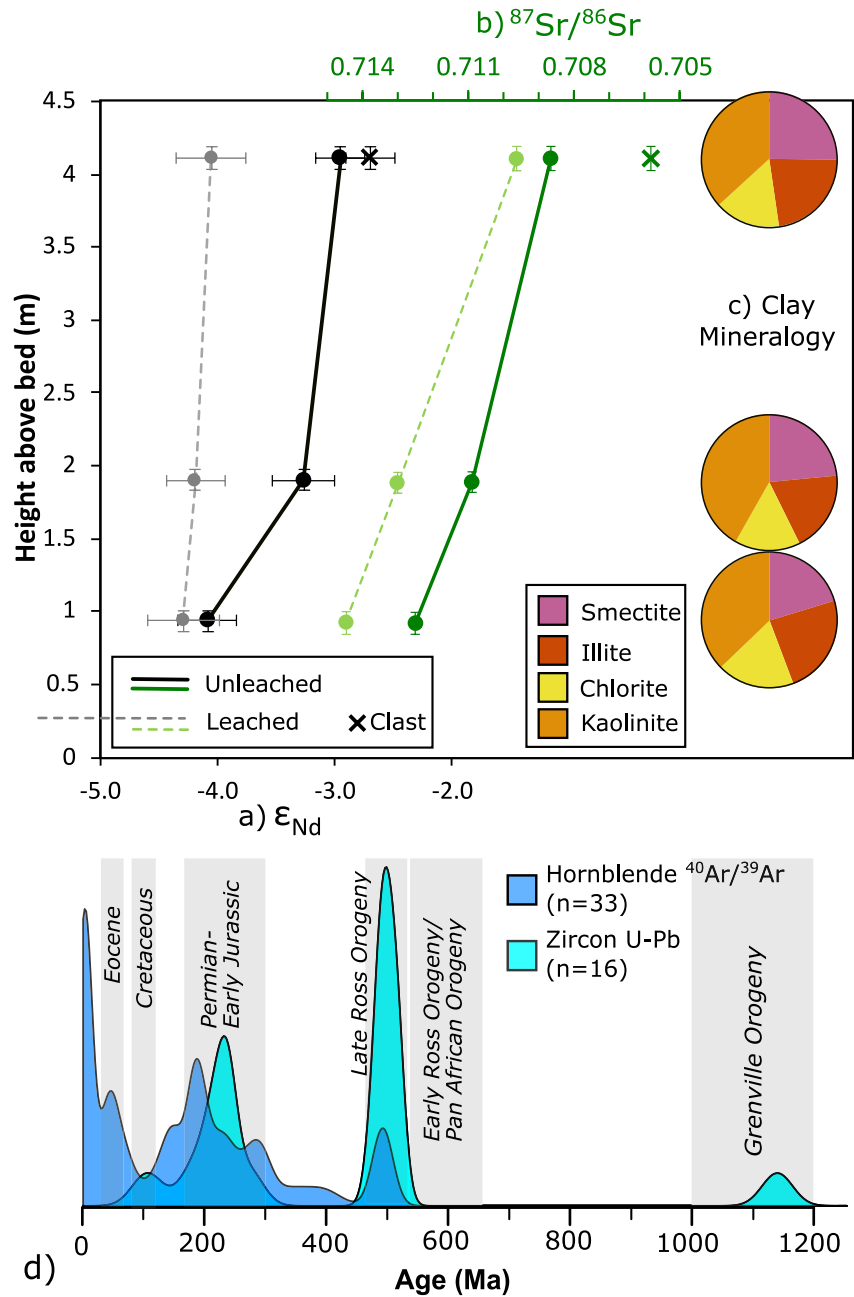 b) ⁸⁷Sr/⁸⁶Sr
0.714 0.711 0.708 0.705
4.5
4
3.5
3
2.5
2
1.5
1
0.5
0
Height above bed (m)
c) Clay
Mineralogy
Unleached
Leached
Clast
Smectite
Illite
Chlorite
Kaolinite
-5.0 -4.0 -3.0 -2.0
a) εNd
Hornblende ⁴⁰Ar/³⁹Ar
(n=33)
Zircon U-Pb
(n=16)
Eocene
Cretaceous
Permian-
Early Jurassic
Late Ross Orogeny
Early Ross Orogeny/
Pan African Orogeny
Grenville Orogeny
0 200 400 600 800 1000 1200
d)
Age (Ma)